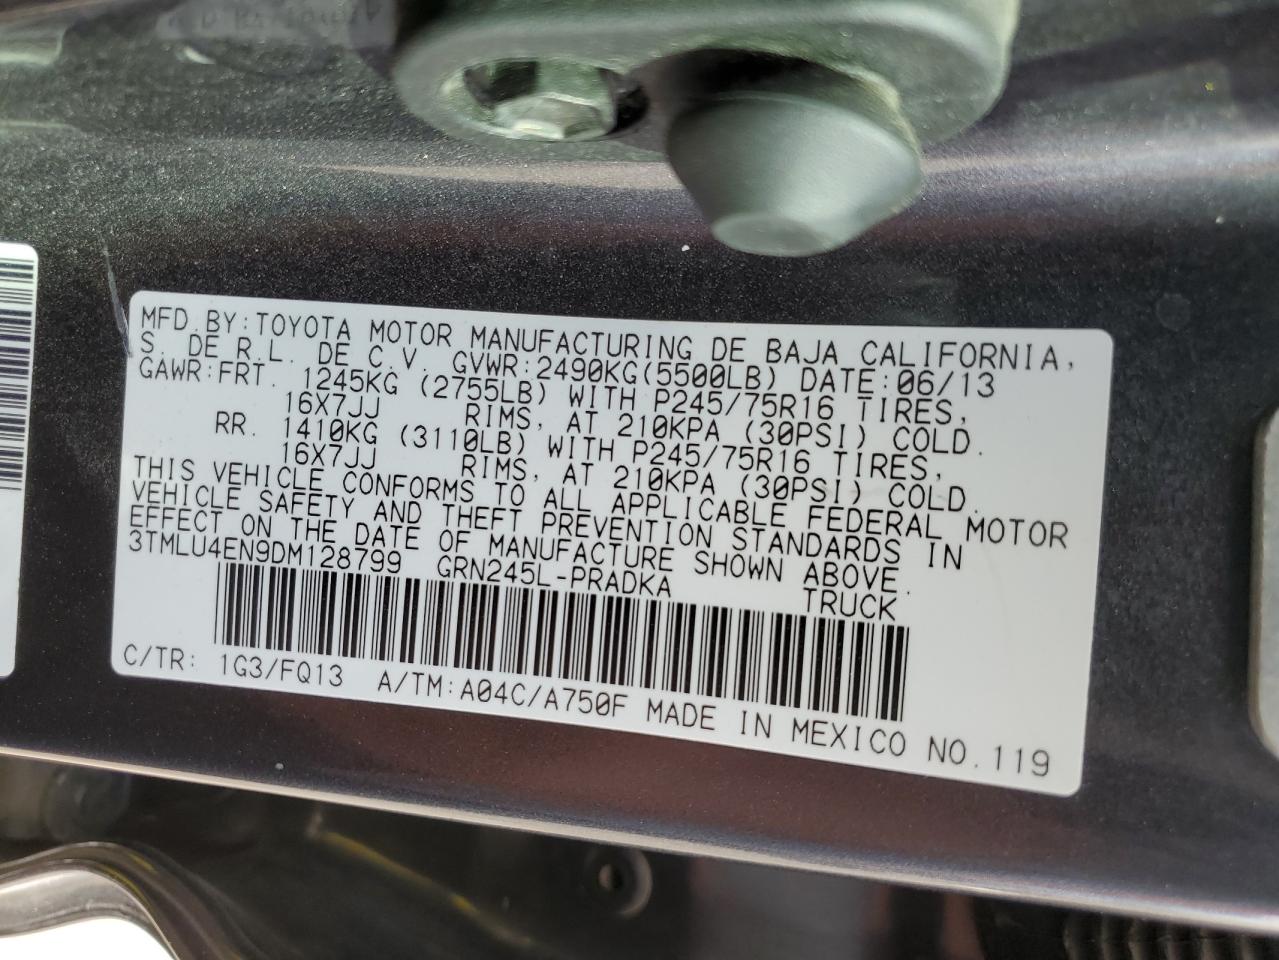 MFD.BY:TOYOTA MOTOR MANUFACTURING DE BAJA CALIFORNIA,
S. DE R.L. DE C.V. GVWR:2490KG(5500LB) DATE:06/13
GAWR:FRT. 1245KG (2755LB) WITH P245/75R16 TIRES,
16X7JJ RIMS, AT 210KPA (30PSI) COLD.
RR. 1410KG (3110LB) WITH P245/75R16 TIRES,
16X7JJ RIMS, AT 210KPA (30PSI) COLD.
THIS VEHICLE CONFORMS TO ALL APPLICABLE FEDERAL MOTOR
VEHICLE SAFETY AND THEFT PREVENTION STANDARDS IN
EFFECT ON THE DATE OF MANUFACTURE SHOWN ABOVE.
3TMLU4EN9DM128799 GRN245L-PRADKA TRUCK
C/TR: 1G3/FQ13 A/TM:A04C/A750F MADE IN MEXICO NO.119